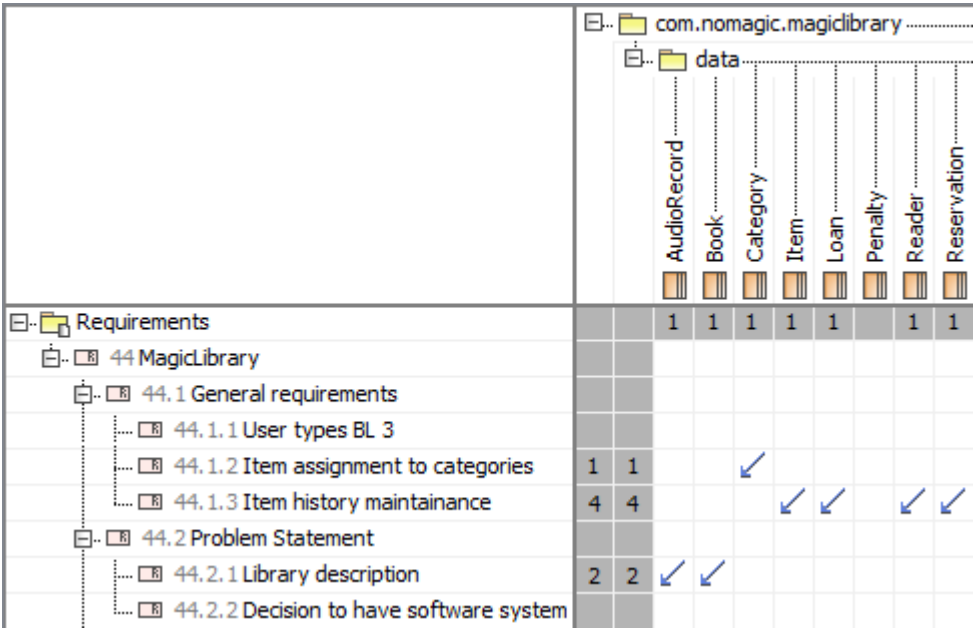 com.nomagic.magiclibrary
data
AudioRecord
Book
Category
Item
Loan
Penalty
Reader
Reservation
Requirements 1 1 1 1 1 1 1
44 MagicLibrary
44.1 General requirements
44.1.1 User types BL 3
44.1.2 Item assignment to categories 1 1
44.1.3 Item history maintainance 4 4
44.2 Problem Statement
44.2.1 Library description 2 2
44.2.2 Decision to have software system